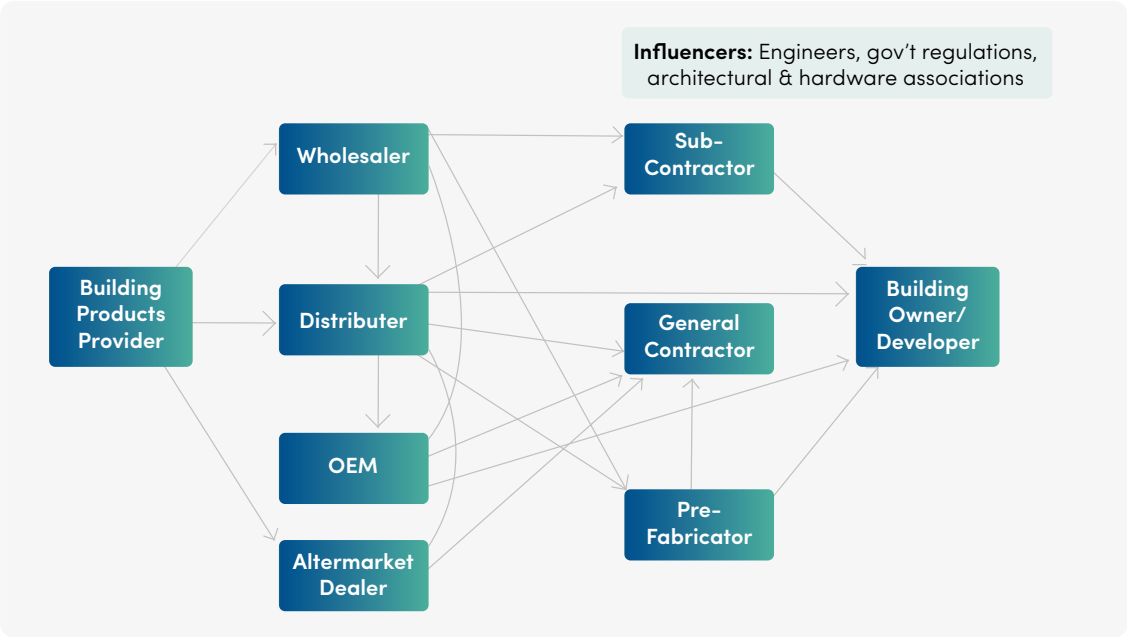 Influencers: Engineers, gov’t regulations,
architectural & hardware associations
Wholesaler
Sub-
Contractor
Building
Products
Provider
Distributer
General
Contractor
Building
Owner/
Developer
OEM
Pre-
Fabricator
Altermarket
Dealer